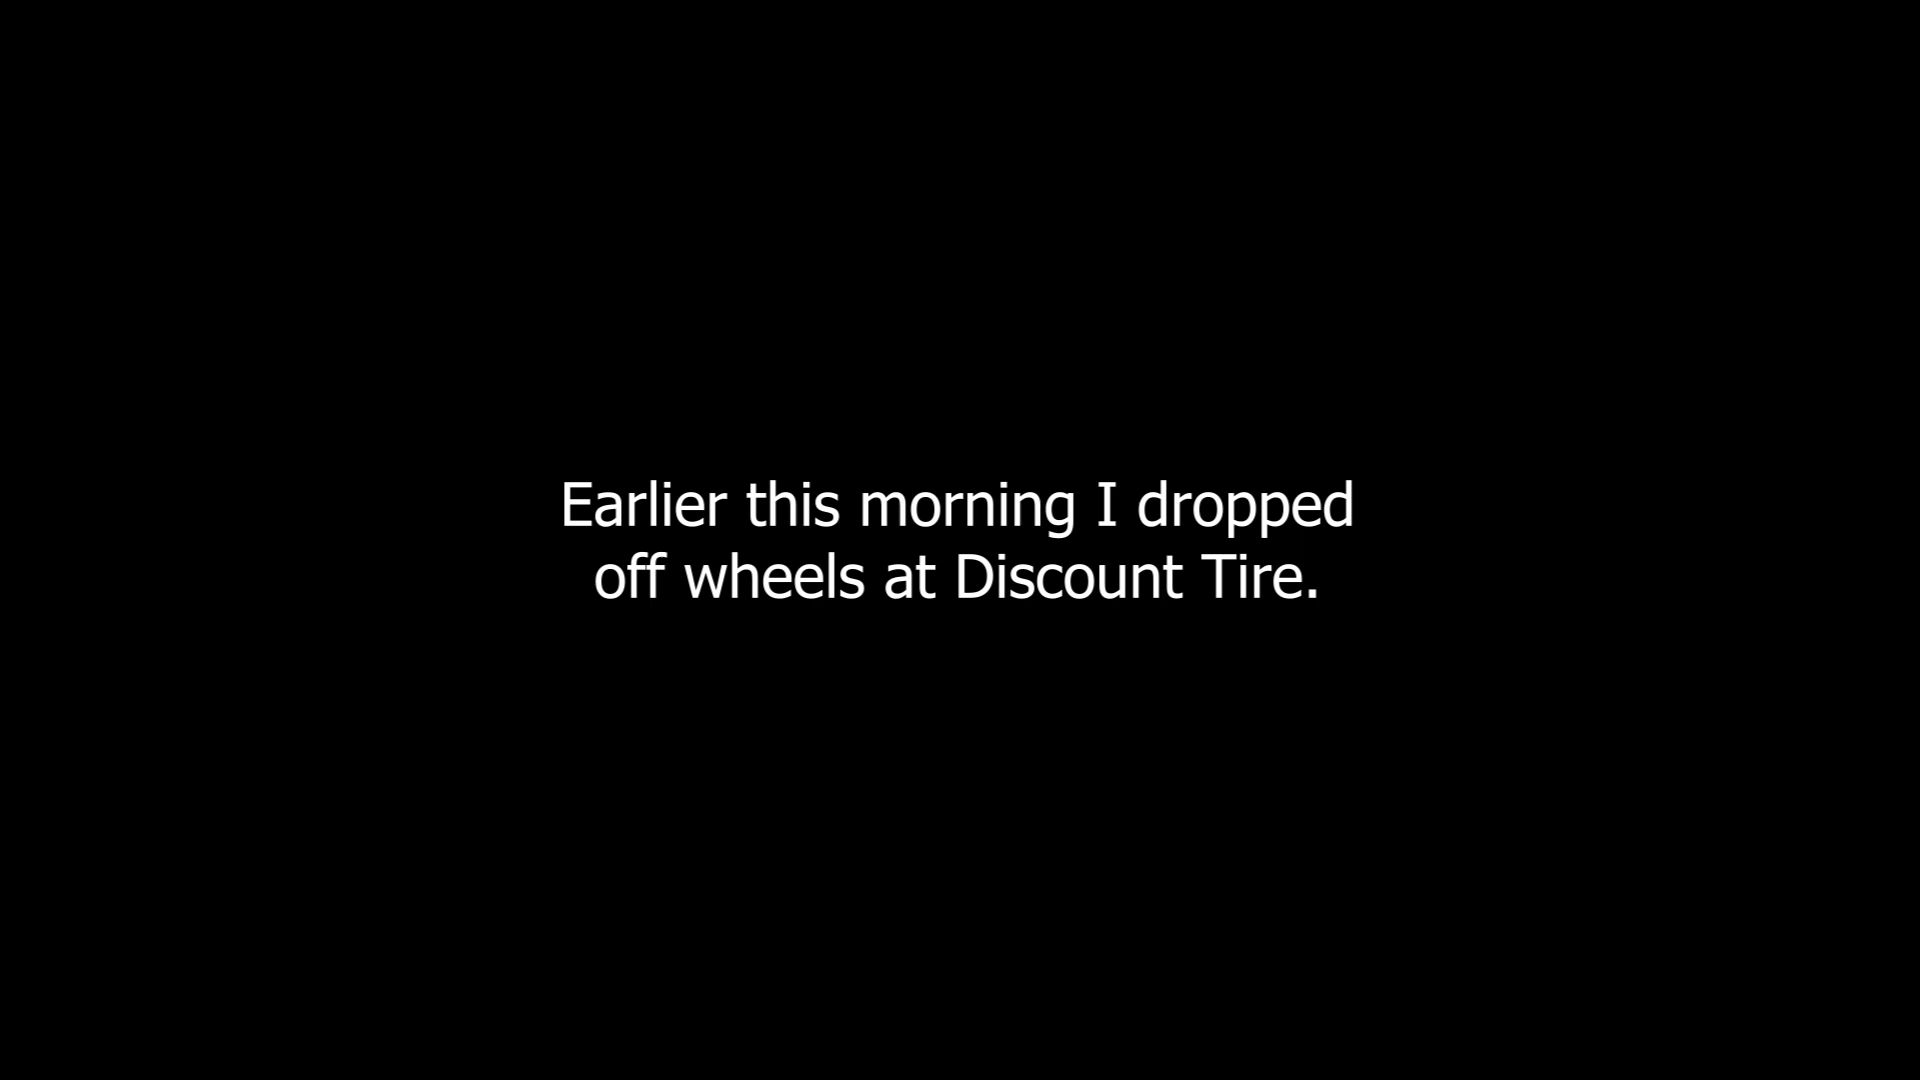 Earlier this morning I dropped
off wheels at Discount Tire.